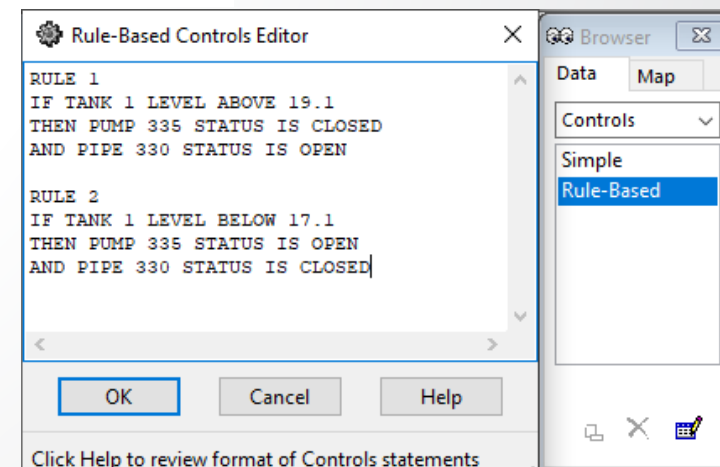 Rule-Based Controls Editor
RULE 1
IF TANK 1 LEVEL ABOVE 19.1
THEN PUMP 335 STATUS IS CLOSED
AND PIPE 330 STATUS IS OPEN
RULE 2
IF TANK 1 LEVEL BELOW 17.1
THEN PUMP 335 STATUS IS OPEN
AND PIPE 330 STATUS IS CLOSED
OK Cancel Help
Click Help to review format of Controls statements
Browser
Data Map
Controls
Simple
Rule-Based